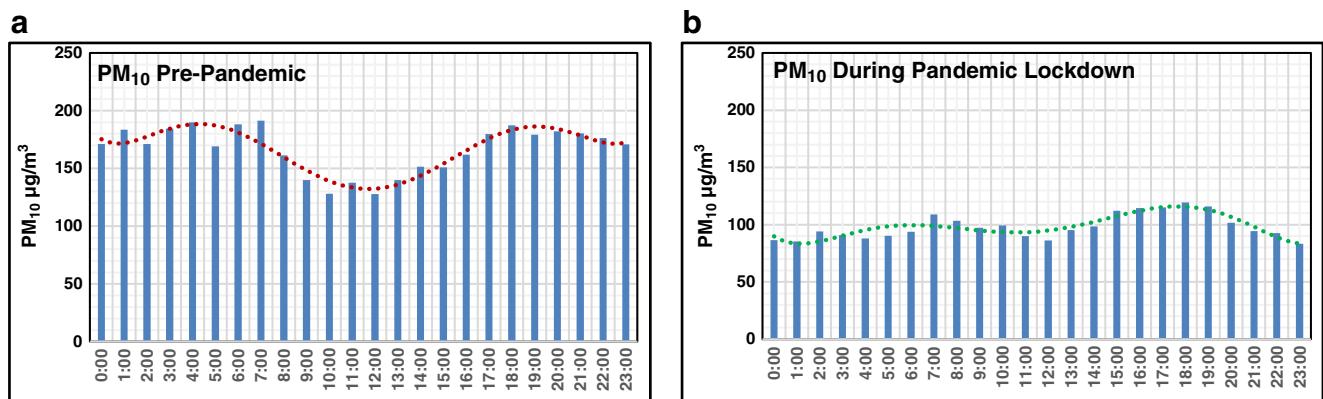 a
PM₁₀ Pre-Pandemic
PM₁₀ µg/m³
250
200
150
100
50
0
0:00 1:00 2:00 3:00 4:00 5:00 6:00 7:00 8:00 9:00 10:00 11:00 12:00 13:00 14:00 15:00 16:00 17:00 18:00 19:00 20:00 21:00 22:00 23:00
b
PM₁₀ During Pandemic Lockdown
PM₁₀ µg/m³
250
200
150
100
50
0
0:00 1:00 2:00 3:00 4:00 5:00 6:00 7:00 8:00 9:00 10:00 11:00 12:00 13:00 14:00 15:00 16:00 17:00 18:00 19:00 20:00 21:00 22:00 23:00